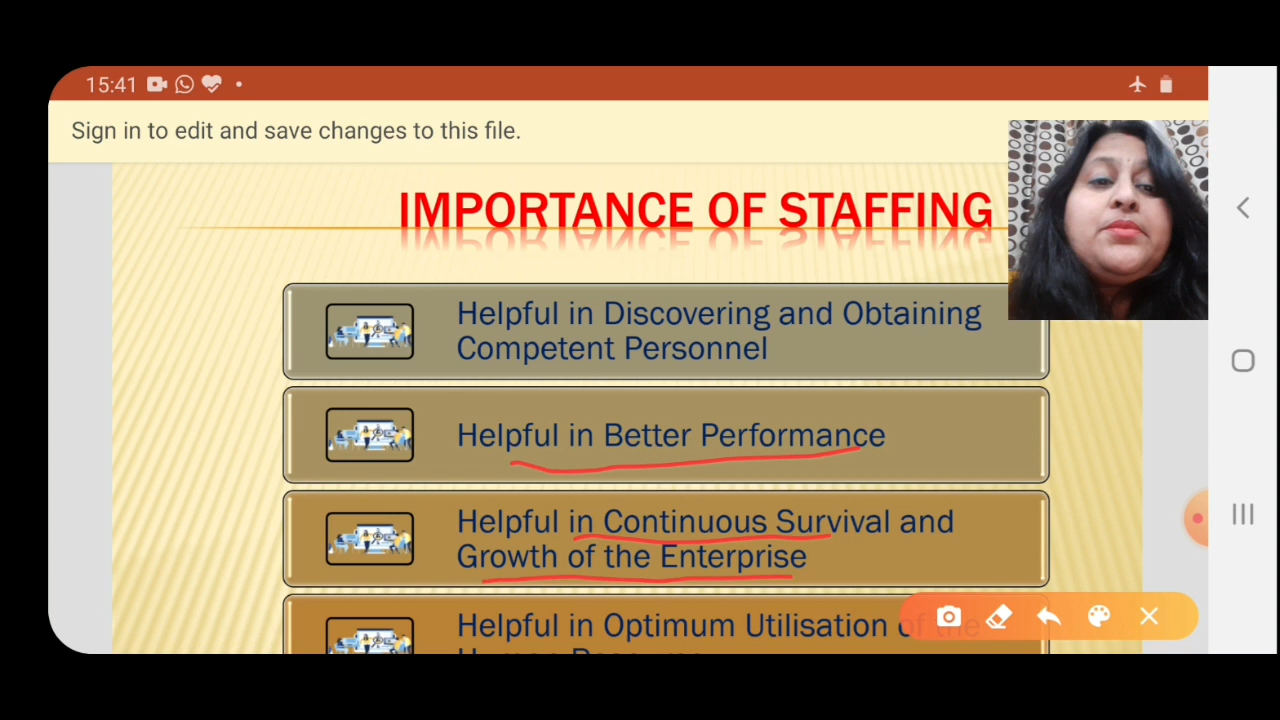 15:41
Sign in to edit and save changes to this file.
IMPORTANCE OF STAFFING
Helpful in Discovering and Obtaining
Competent Personnel
Helpful in Better Performance
Helpful in Continuous Survival and
Growth of the Enterprise
Helpful in Optimum Utilisation of the